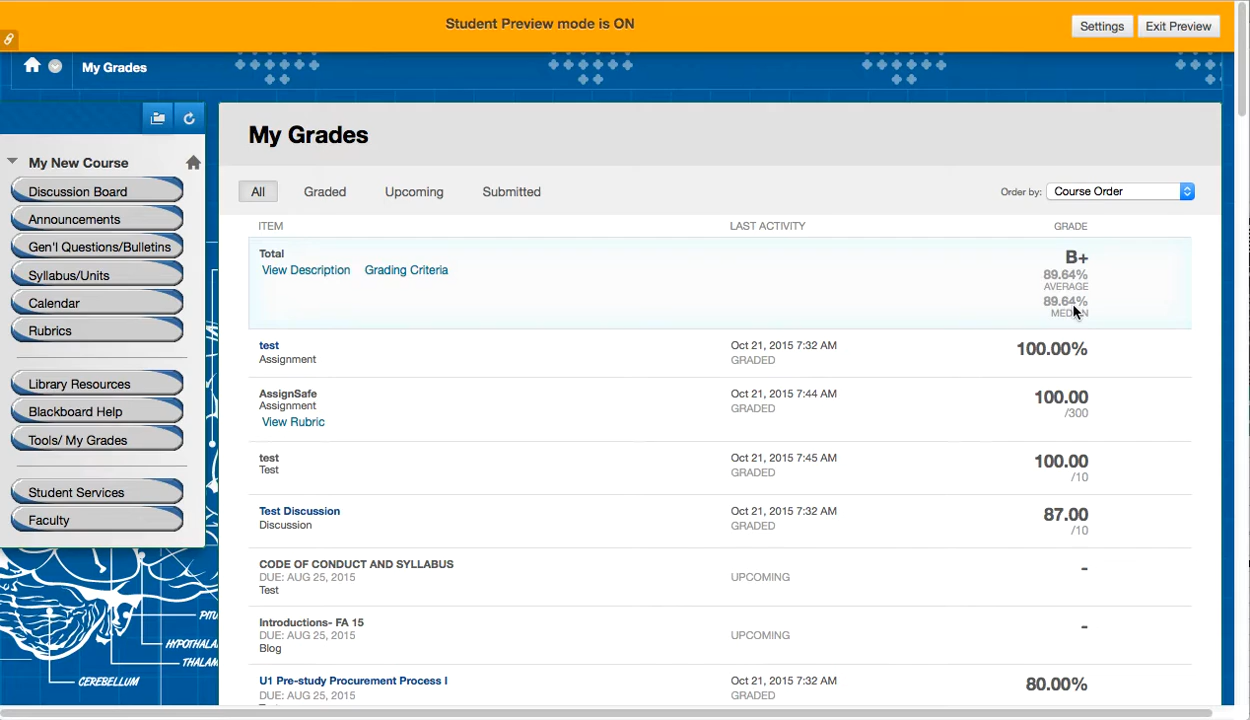 Student Preview mode is ON
Settings
Exit Preview
My Grades
My New Course
Discussion Board
Announcements
Gen'l Questions/Bulletins
Syllabus/Units
Calendar
Rubrics
Library Resources
Blackboard Help
Tools/ My Grades
Student Services
Faculty
HYPOTHALA
THALAM
CEREBELLUM
My Grades
All Graded Upcoming Submitted
Order by: Course Order
ITEM LAST ACTIVITY GRADE
Total B+
View Description Grading Criteria 89.64%
AVERAGE
89.64%
MEDIAN
test Oct 21, 2015 7:32 AM 100.00%
Assignment GRADED
AssignSafe Oct 21, 2015 7:44 AM 100.00
Assignment GRADED /300
View Rubric
test Oct 21, 2015 7:45 AM 100.00
Test GRADED /10
Test Discussion Oct 21, 2015 7:32 AM 87.00
Discussion GRADED /10
CODE OF CONDUCT AND SYLLABUS -
DUE: AUG 25, 2015 UPCOMING
Test
Introductions- FA 15 -
DUE: AUG 25, 2015 UPCOMING
Blog
U1 Pre-study Procurement Process I Oct 21, 2015 7:32 AM 80.00%
DUE: AUG 25, 2015 GRADED